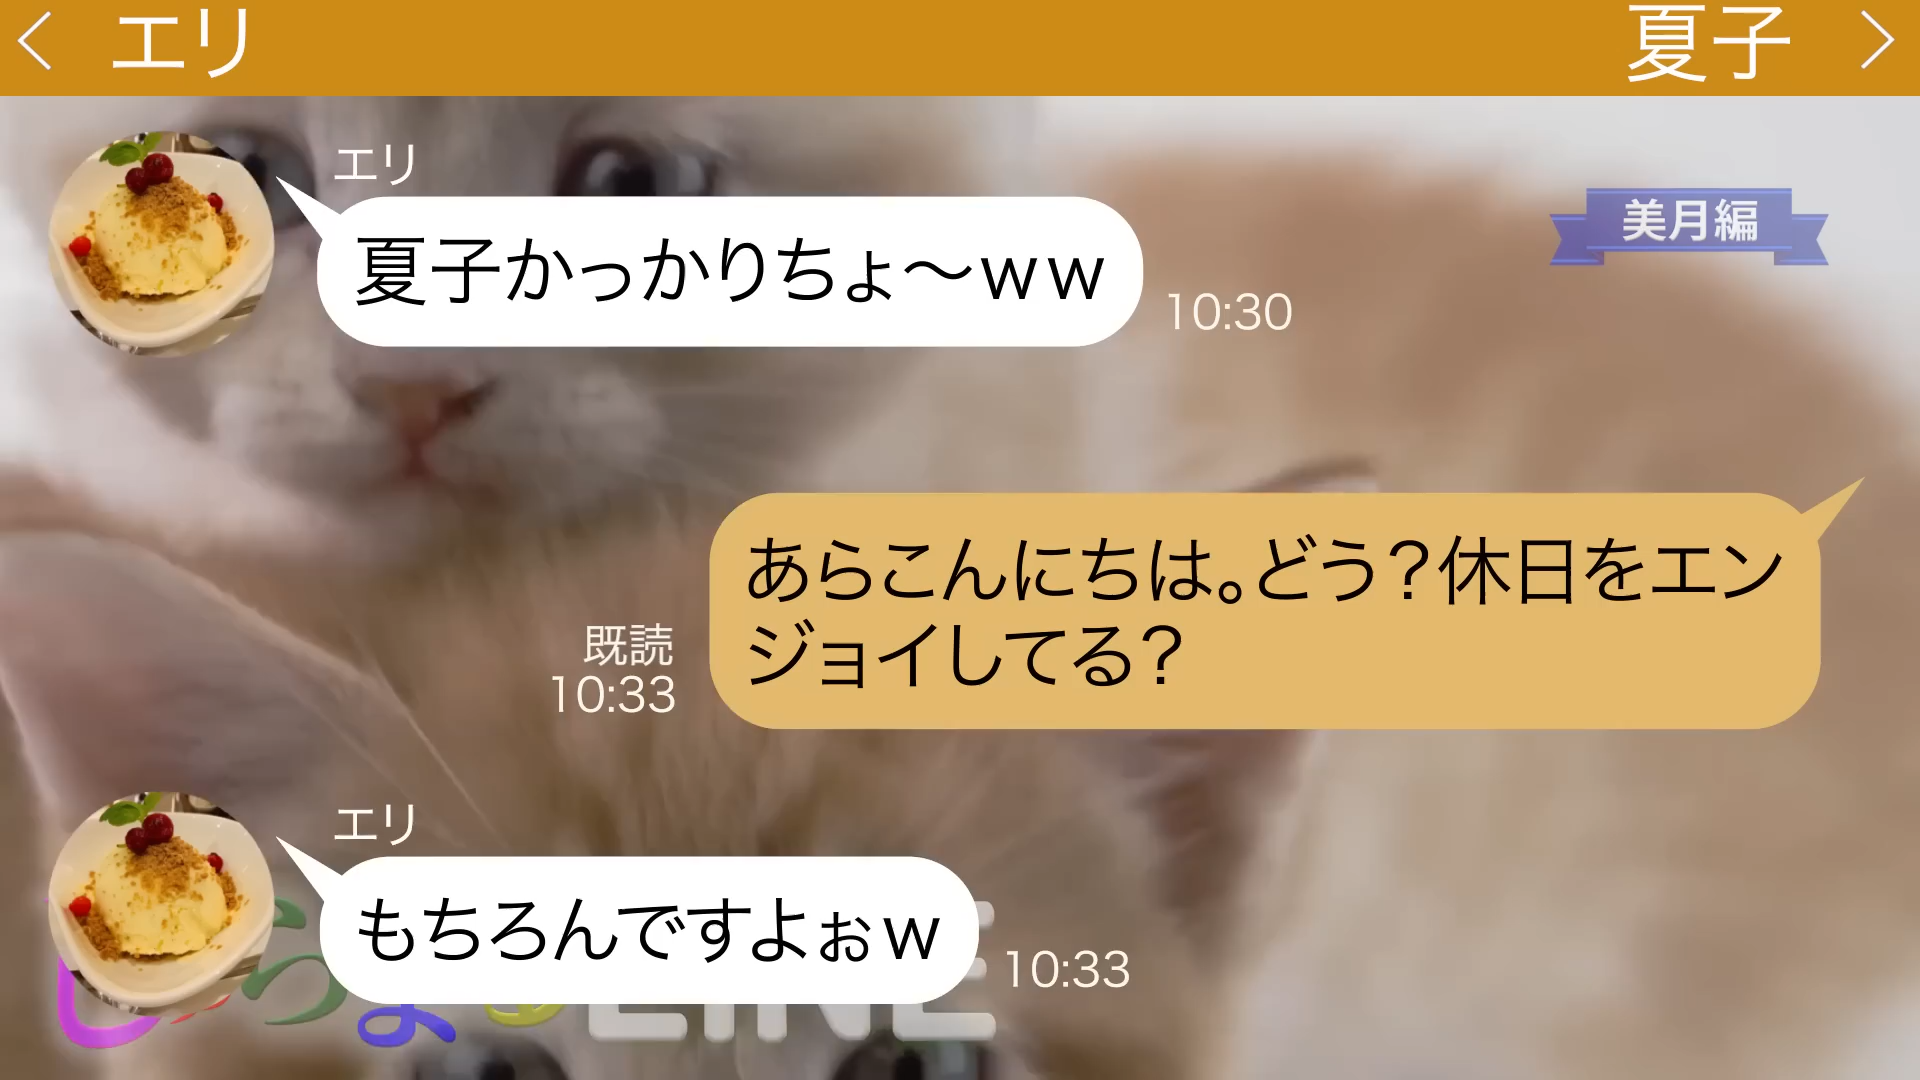 エリ
夏子
エリ
夏子かっかりちょ～ｗｗ
10:30
美月編
あらこんにちは。どう？休日をエン
ジョイしてる？
既読
10:33
エリ
もちろんですよぉｗ
10:33
LINE